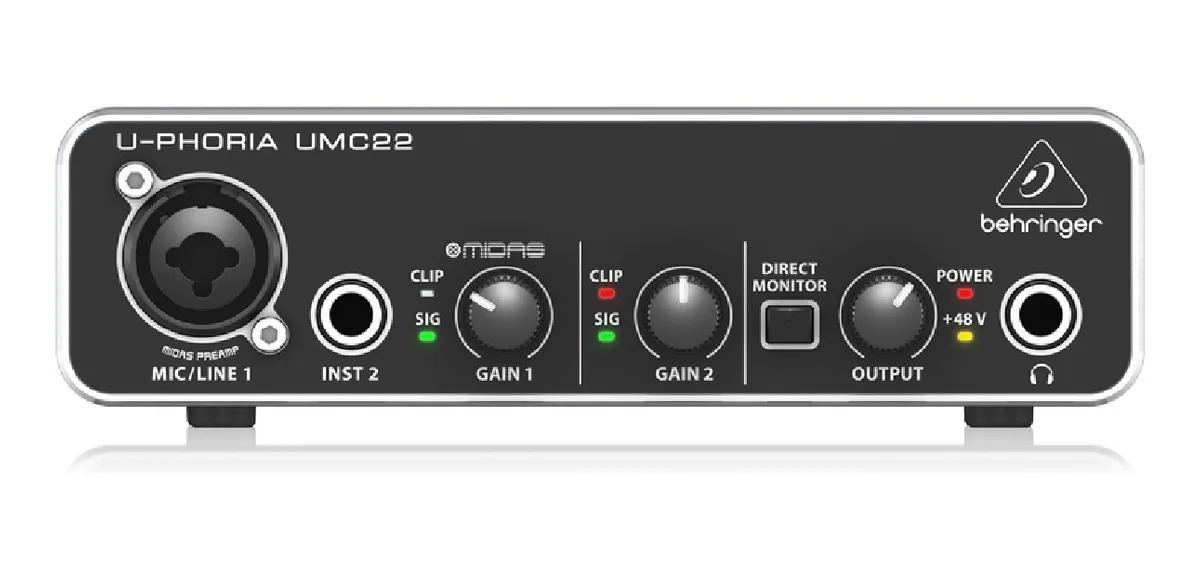 U-PHORIA UMC22
behringer
MIDAS
CLIP
SIG
CLIP
SIG
DIRECT
MONITOR
POWER
+48 V
MIDAS PREAMP
MIC/LINE 1
INST 2
GAIN 1
GAIN 2
OUTPUT